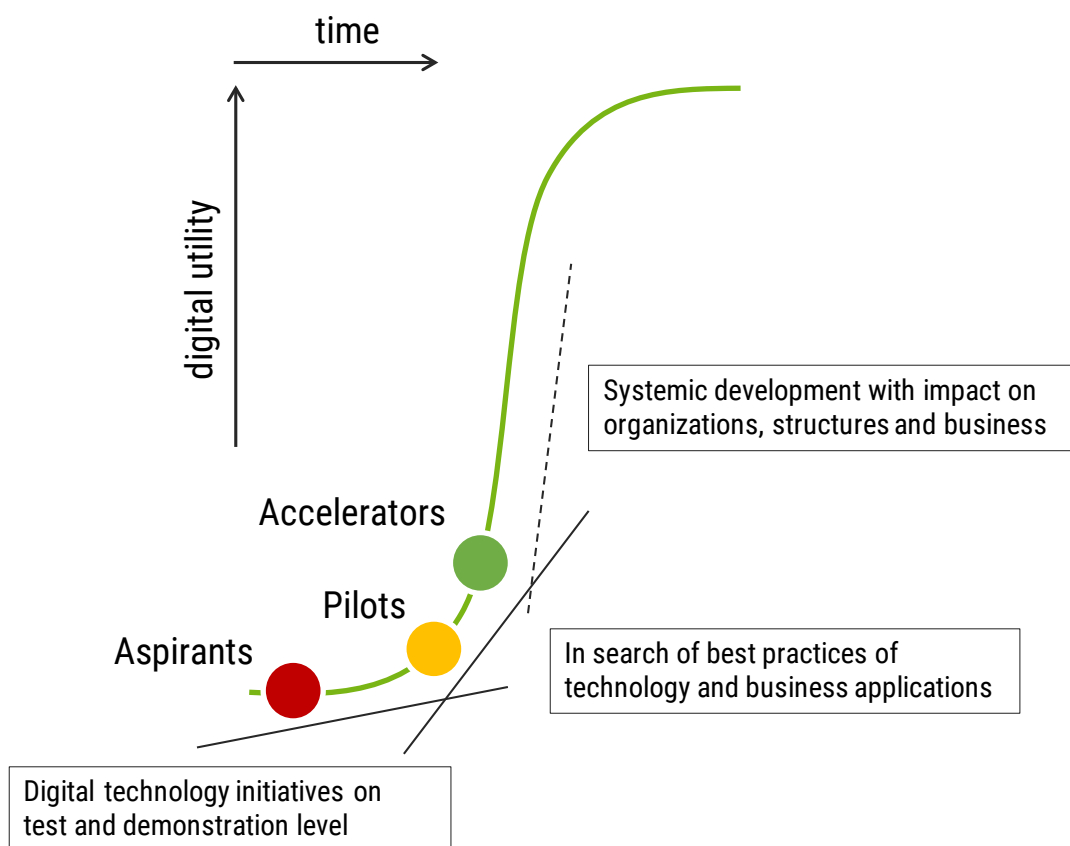 time
digital utility
Systemic development with impact on
organizations, structures and business
Accelerators
Pilots
Aspirants
In search of best practices of
technology and business applications
Digital technology initiatives on
test and demonstration level